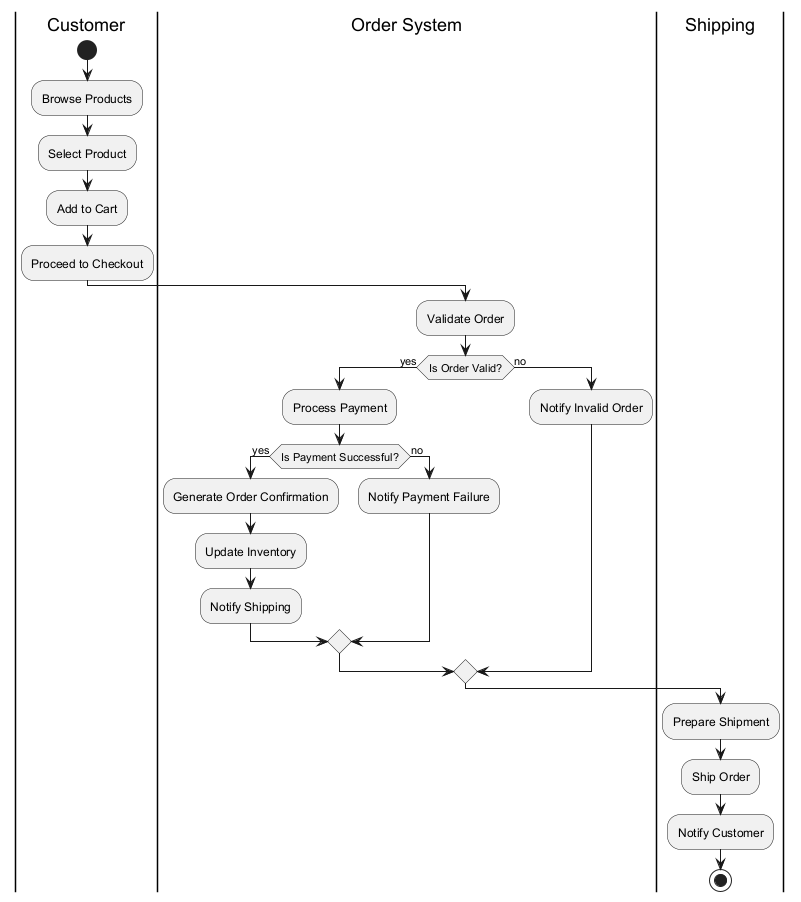 Customer
Order System
Shipping
Browse Products
Select Product
Add to Cart
Proceed to Checkout
Validate Order
yes
Is Order Valid?
no
Process Payment
Notify Invalid Order
yes
Is Payment Successful?
no
Generate Order Confirmation
Notify Payment Failure
Update Inventory
Notify Shipping
Prepare Shipment
Ship Order
Notify Customer